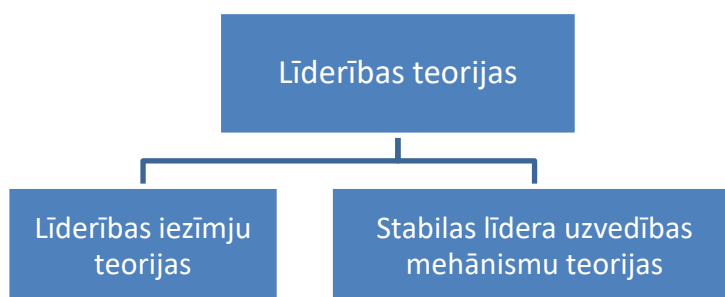 Līderības teorijas
Līderības iezīmju
teorijas
Stabilas līdera uzvedības
mehānismu teorijas